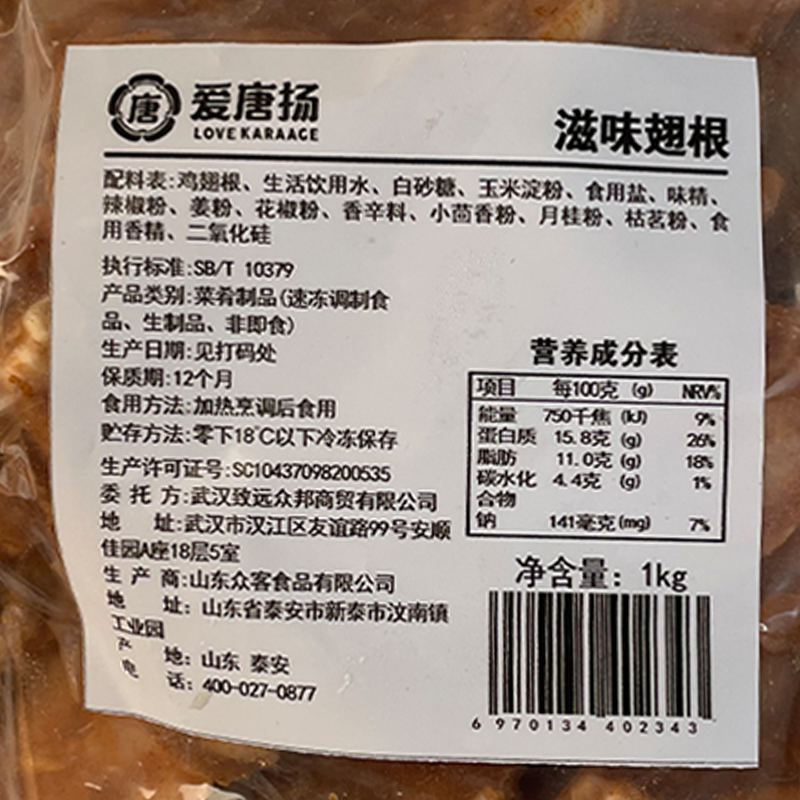 唐 爱唐扬
LOVE KARAAGE
滋味翅根
配料表:鸡翅根、生活饮用水、白砂糖、玉米淀粉、食用盐、味精、
辣椒粉、姜粉、花椒粉、香辛料、小茴香粉、月桂粉、枯茗粉、食
用香精、二氧化硅
执行标准:SB/T 10379
产品类别:菜肴制品(速冻调制食
品、生制品、非即食)
生产日期:见打码处
保质期:12个月
食用方法:加热烹调后食用
贮存方法:零下18℃以下冷冻保存
生产许可证号:SC10437098200535
委托方:武汉致远众邦商贸有限公司
地址:武汉市汉江区友谊路99号安顺
佳园A座18层5室
生产商:山东众客食品有限公司
地址:山东省泰安市新泰市汶南镇
工业园
产地:山东 泰安
电话:400-027-0877
营养成分表
项目 每100克 (g) NRV%
能量 750千焦 (kJ) 9%
蛋白质 15.8克 (g) 26%
脂肪 11.0克 (g) 18%
碳水化 4.4克 (g) 1%
合物
钠 141毫克(mg) 7%
净含量: 1kg
6 970134 402343